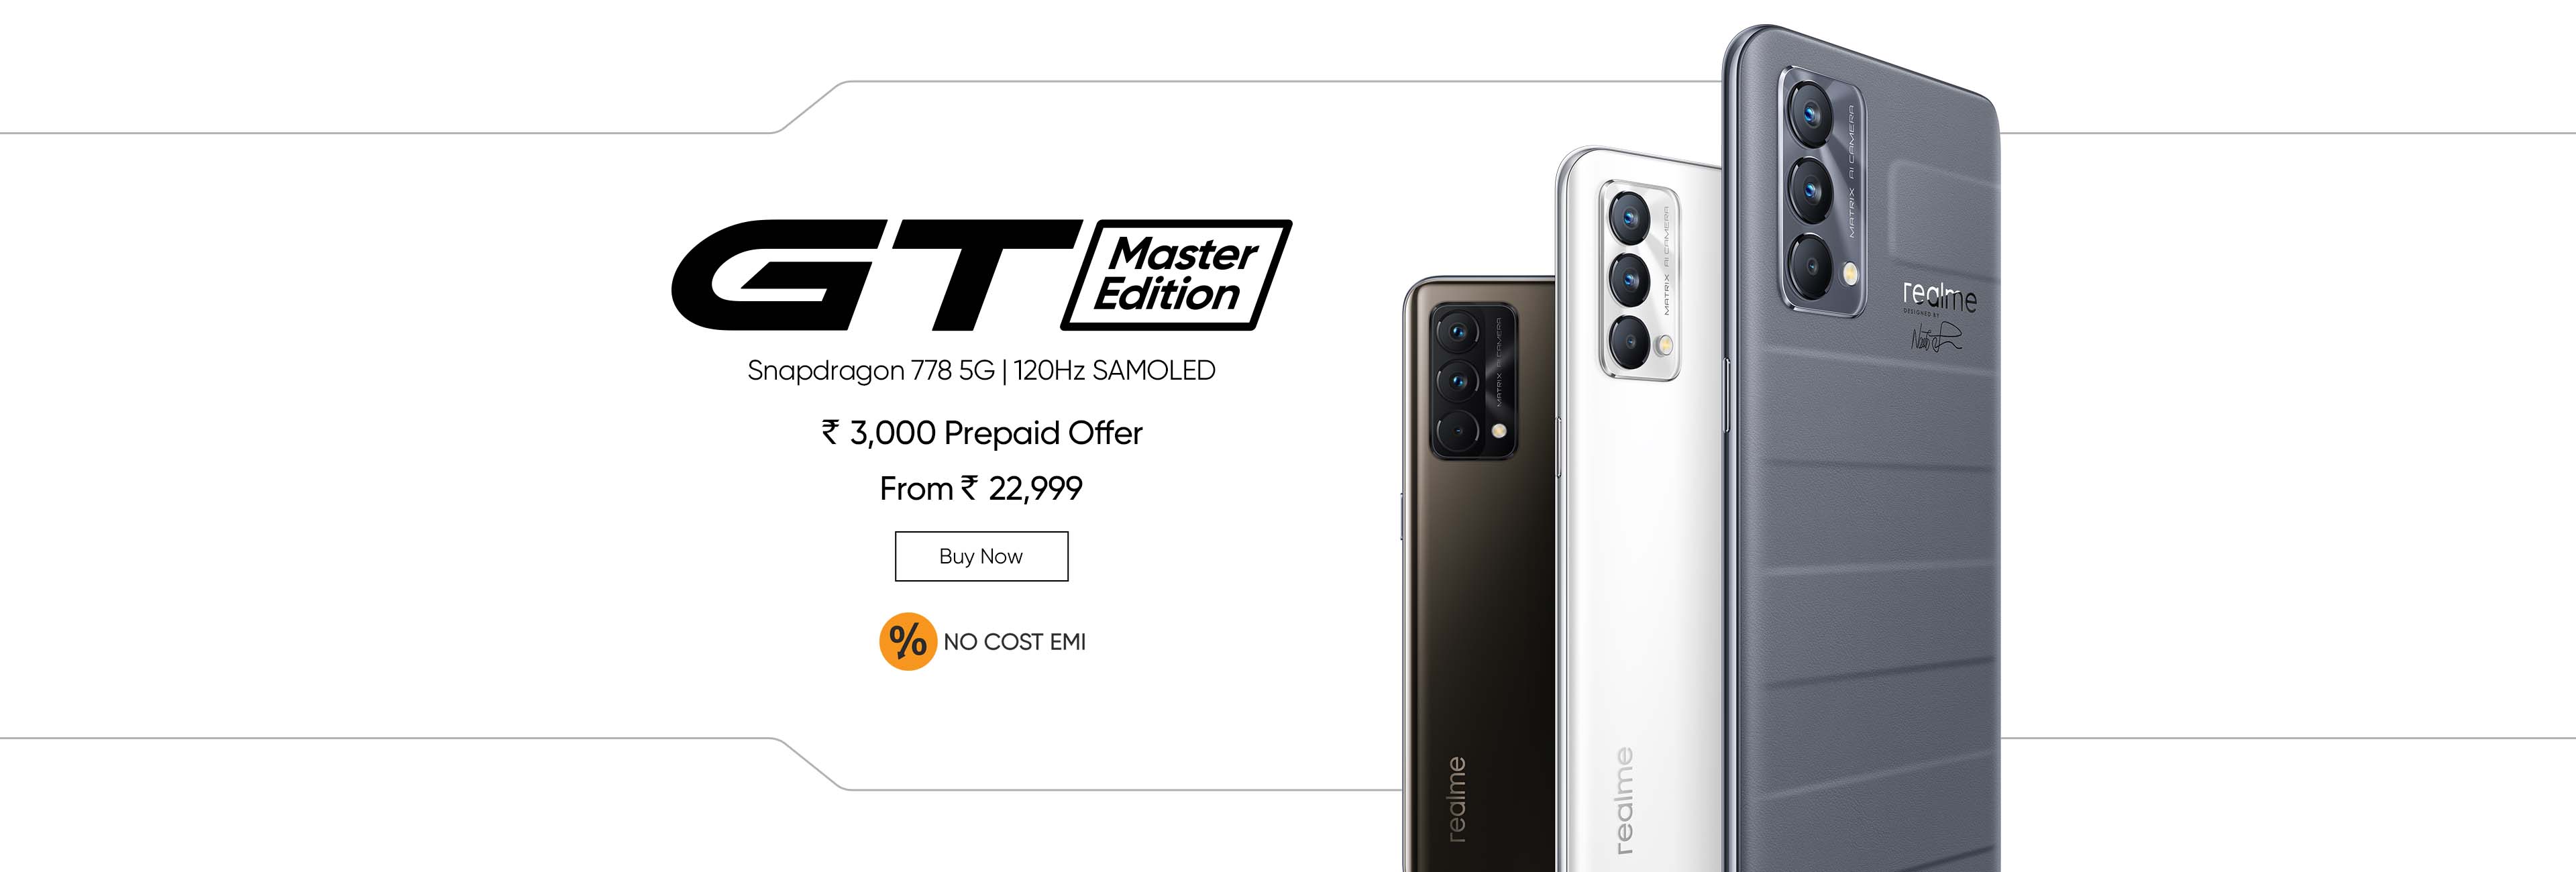 GT Master
Edition
Snapdragon 778 5G | 120Hz SAMOLED
₹ 3,000 Prepaid Offer
From ₹ 22,999
Buy Now
% NO COST EMI
MATRIX AI CAMERA
realme
MATRIX AI CAMERA
realme
MATRIX AI CAMERA
realme
DESIGNED BY